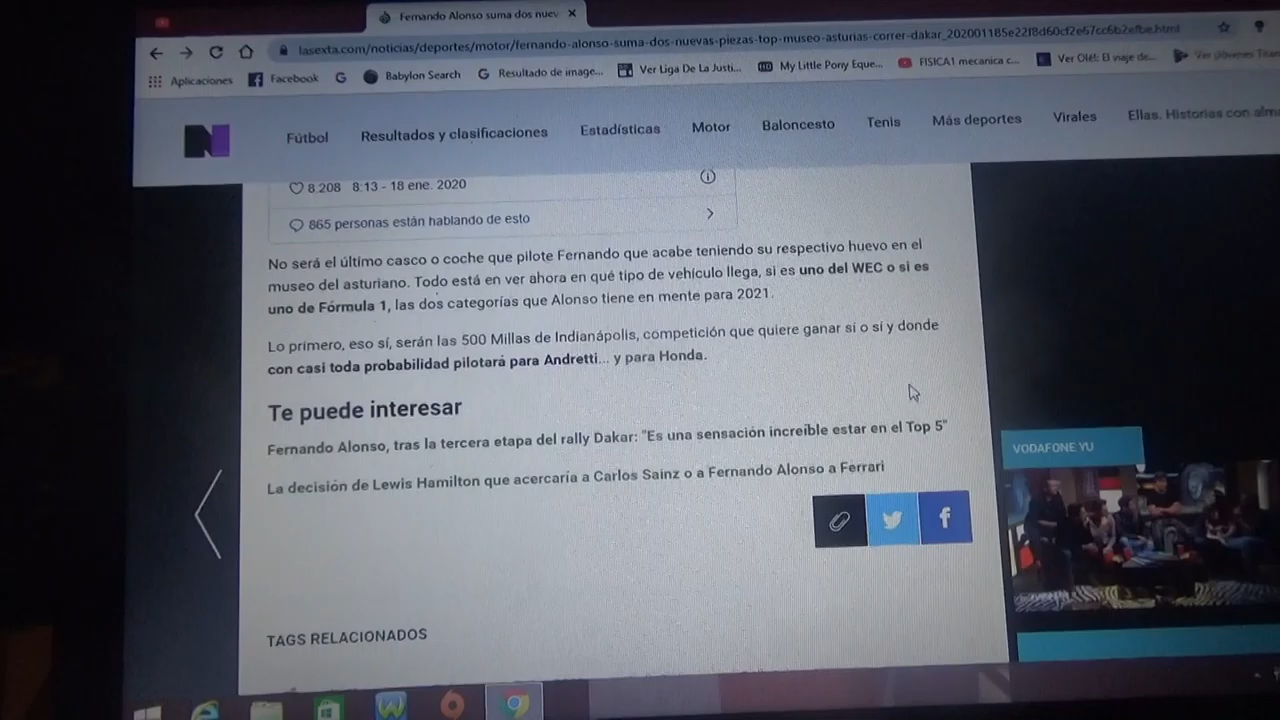 Fernando Alonso suma dos nuev
lasexta.com/noticias/deportes/motor/fernando-alonso-suma-dos-nuevas-piezas-top-museo-asturias-correr-dakar_
Aplicaciones Facebook Babylon Search Resultado de image... Ver Liga De La Justi... My Little Pony Eque... FISICA1 mecanica c... Ver Olé!: El viaje de...
Fútbol Resultados y clasificaciones Estadísticas Motor Baloncesto Tenis Más deportes Virales Ellas. Historias con alma
8.208 8:13 - 18 ene. 2020
865 personas están hablando de esto
No será el último casco o coche que pilote Fernando que acabe teniendo su respectivo huevo en el
museo del asturiano. Todo está en ver ahora en qué tipo de vehículo llega, si es uno del WEC o si es
uno de Fórmula 1, las dos categorías que Alonso tiene en mente para 2021.
Lo primero, eso sí, serán las 500 Millas de Indianápolis, competición que quiere ganar sí o sí y donde
con casi toda probabilidad pilotará para Andretti... y para Honda.
Te puede interesar
Fernando Alonso, tras la tercera etapa del rally Dakar: "Es una sensación increíble estar en el Top 5"
La decisión de Lewis Hamilton que acercaría a Carlos Sainz o a Fernando Alonso a Ferrari
VODAFONE YU
TAGS RELACIONADOS